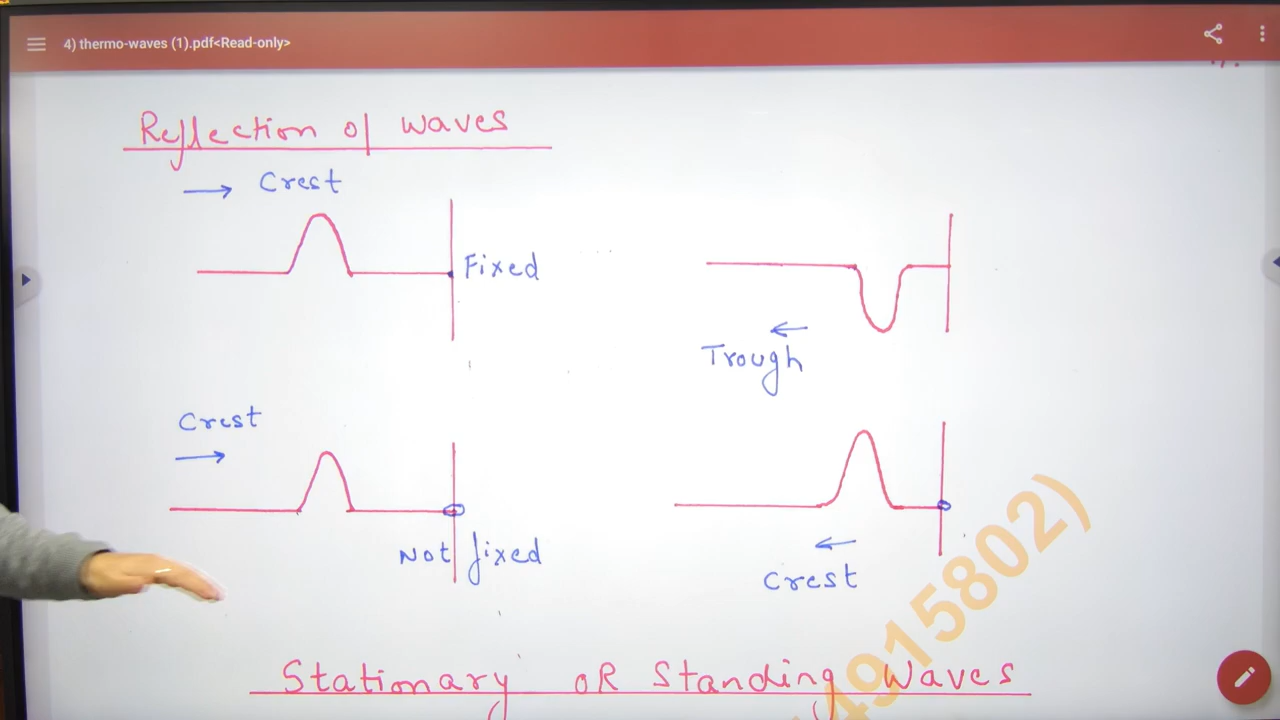 4) thermo-waves (1).pdf<Read-only>
Reflection of waves
Crest
Fixed
Trough
Crest
Not fixed
Crest
Stationary OR Standing Waves
4915802)